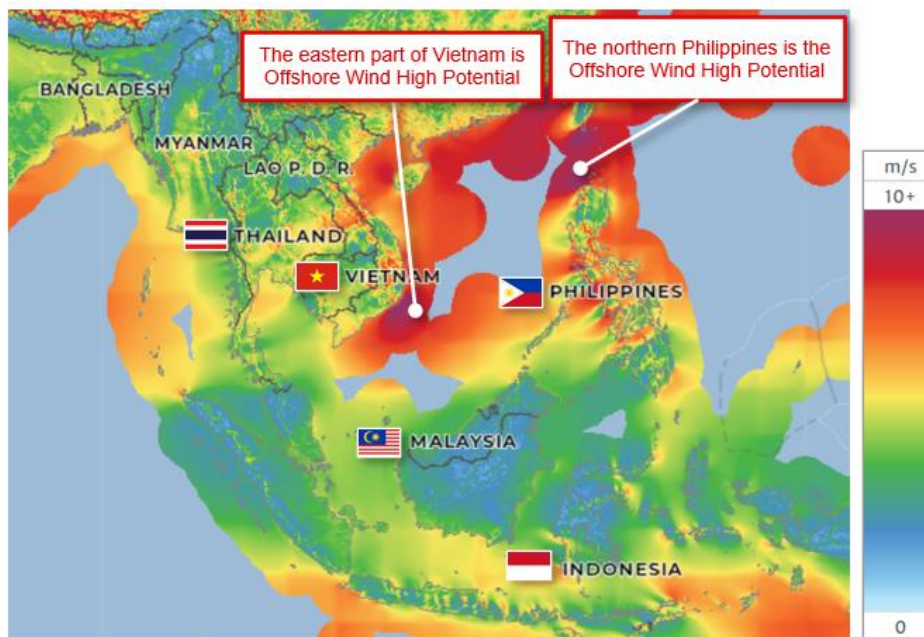 The eastern part of Vietnam is
Offshore Wind High Potential
The northern Philippines is the
Offshore Wind High Potential
BANGLADESH
MYANMAR
LAO P. D. R.
THAILAND
VIETNAM
PHILIPPINES
MALAYSIA
INDONESIA
m/s
10+
0